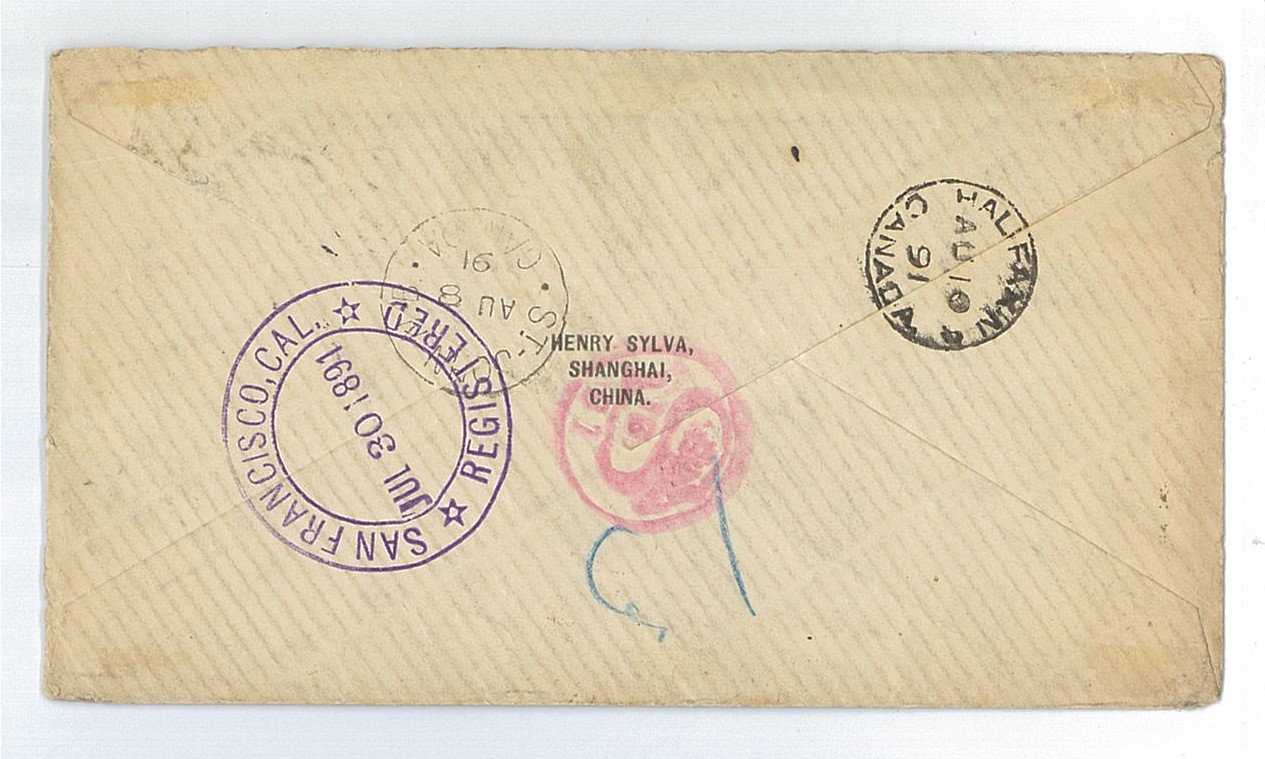 HENRY SYLVA,
SHANGHAI,
CHINA.
SAN FRANCISCO, CAL. ☆ REGISTERED ☆
JUL 30 1891
CANADA
AU 8
91
HALIFAX N
AU 10
91
CANADA